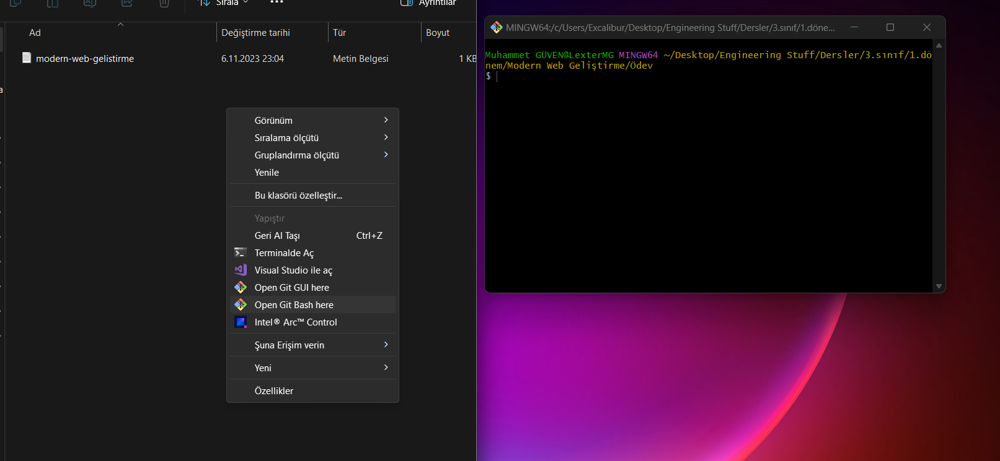 Sırala
Ayrıntılar
Ad
Değiştirme tarihi
Tür
Boyut
modern-web-gelistirme
6.11.2023 23:04
Metin Belgesi
1 KB
a
Görünüm
Sıralama ölçütü
Gruplandırma ölçütü
Yenile
Bu klasörü özelleştir...
Yapıştır
Geri Al Taşı
Ctrl+Z
Terminalde Aç
Visual Studio ile aç
Open Git GUI here
Open Git Bash here
Intel® Arc™ Control
Şuna Erişim verin
Yeni
Özellikler
MINGW64:/c/Users/Excalibur/Desktop/Engineering Stuff/Dersler/3.sınıf/1.döne...
Muhammet GÜVEN@LexterMG MINGW64 ~/Desktop/Engineering Stuff/Dersler/3.sınıf/1.dö
nem/Modern Web Geliştirme/Ödev
$